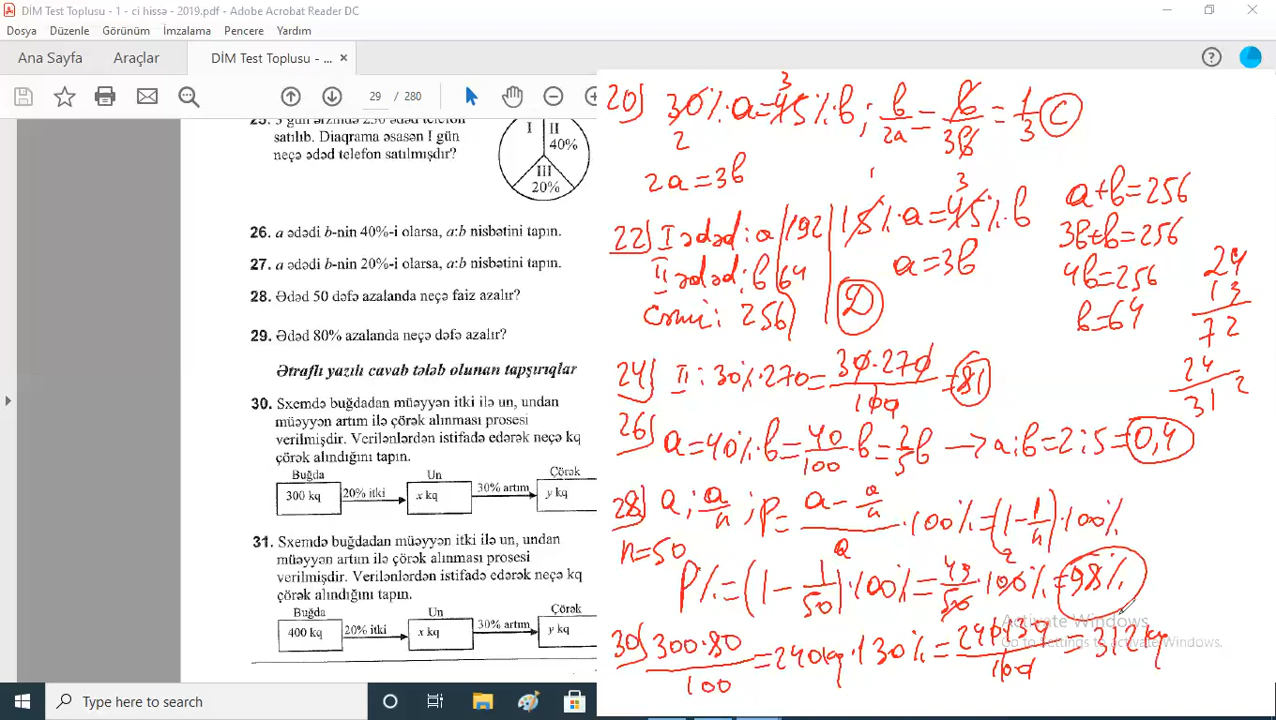 DİM Test Toplusu - 1 - ci hissə - 2019.pdf - Adobe Acrobat Reader DC
Dosya Düzenle Görünüm İmzalama Pencere Yardım
Ana Sayfa Araçlar DİM Test Toplusu - ... ×
29 / 280
satılıb. Diaqrama əsasən I gün
neçə ədəd telefon satılmışdır?
I II
40%
III
20%
26. a ədədi b-nin 40%-i olarsa, a:b nisbətini tapın.
27. a ədədi b-nin 20%-i olarsa, a:b nisbətini tapın.
28. Ədəd 50 dəfə azalanda neçə faiz azalır?
29. Ədəd 80% azalanda neçə dəfə azalır?
Ətraflı yazılı cavab tələb olunan tapşırıqlar
30. Sxemdə buğdadan müəyyən itki ilə un, undan
müəyyən artım ilə çörək alınması prosesi
verilmişdir. Verilənlərdən istifadə edərək neçə kq
çörək alındığını tapın.
Buğda Un Çörək
300 kq 20% itki x kq 30% artım y kq
31. Sxemdə buğdadan müəyyən itki ilə un, undan
müəyyən artım ilə çörək alınması prosesi
verilmişdir. Verilənlərdən istifadə edərək neçə kq
çörək alındığını tapın.
Buğda Un Çörək
400 kq 20% itki x kq 30% artım y kq
20) 30%·a=45%·b; b/2a = b/3b = 1/3 C
2 3
2a=3b
22) I ədəd: a 192
II ədəd: b 64
Cəmi: 256
15%·a=45%·b
1 3
a=3b
D
a+b=256
3b+b=256
4b=256
b=64
24
13
72
24
312
24) II: 30%·270=30·270/100=81
26) a=40%·b=40/100·b=2/5b → a:b=2:5=0,4
28) a; a/n; P=(a-a/n)/a·100%=(1-1/n)·100%
n=50
P%=(1-1/50)·100%=49/50·100%=98%
2
30) 300·80/100=240kg·130%=240·130/100=312kg
Activate Windows
Go to Settings to activate Windows.
Type here to search